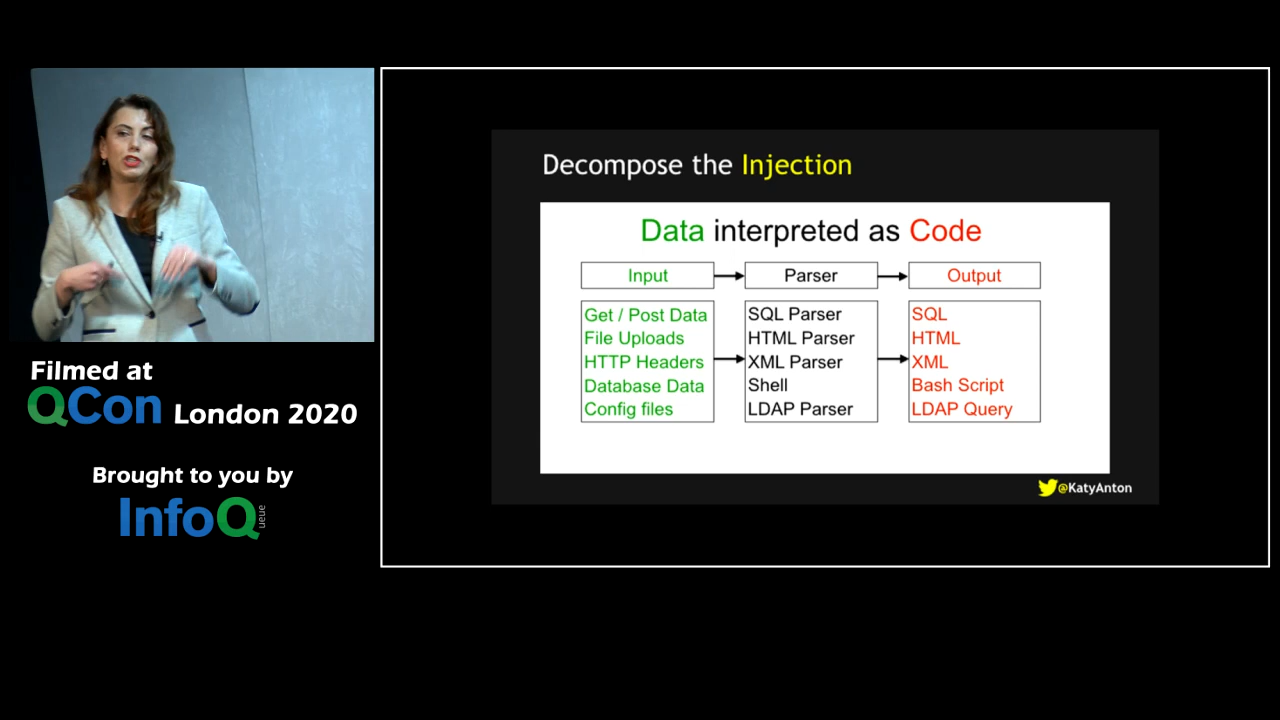 Filmed at
QCon London 2020
Brought to you by
InfoQueue
Decompose the Injection
Data interpreted as Code
Input
Parser
Output
Get / Post Data
File Uploads
HTTP Headers
Database Data
Config files
SQL Parser
HTML Parser
XML Parser
Shell
LDAP Parser
SQL
HTML
XML
Bash Script
LDAP Query
@KatyAnton